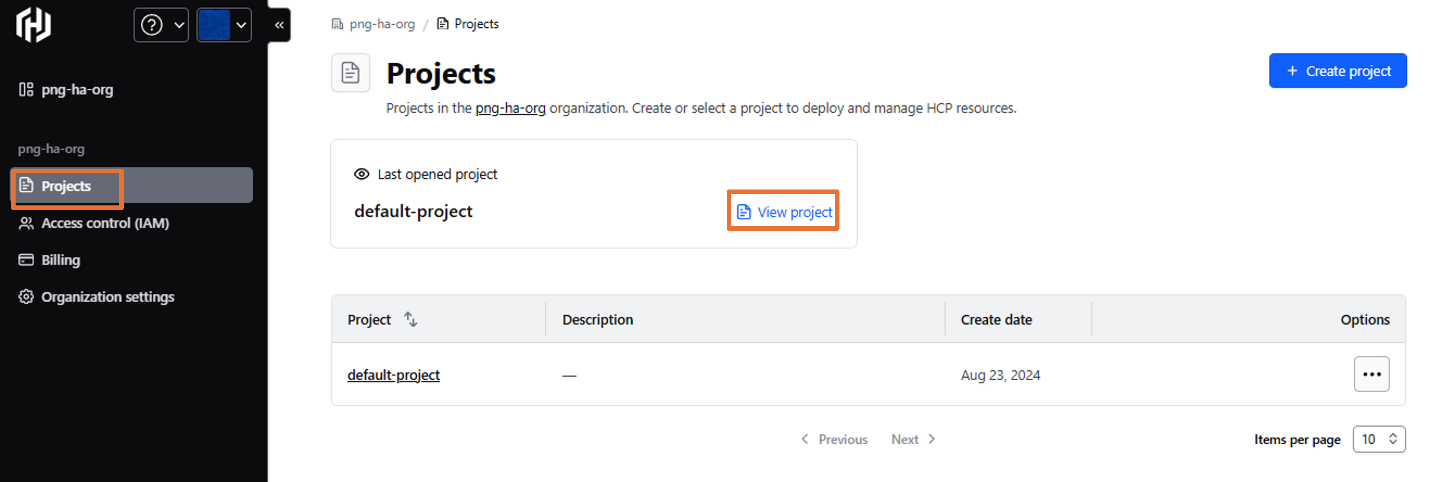 png-ha-org / Projects
png-ha-org
png-ha-org
Projects
Access control (IAM)
Billing
Organization settings
Projects
+ Create project
Projects in the png-ha-org organization. Create or select a project to deploy and manage HCP resources.
Last opened project
default-project
View project
Project Description Create date Options
default-project — Aug 23, 2024
Previous Next Items per page 10